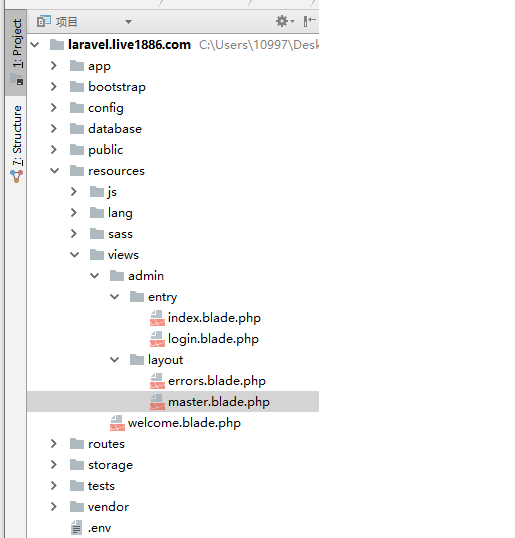 1: Project
7: Structure
项目
laravel.live1886.com C:\Users\10997\Desk
app
bootstrap
config
database
public
resources
js
lang
sass
views
admin
entry
index.blade.php
login.blade.php
layout
errors.blade.php
master.blade.php
welcome.blade.php
routes
storage
tests
vendor
.env